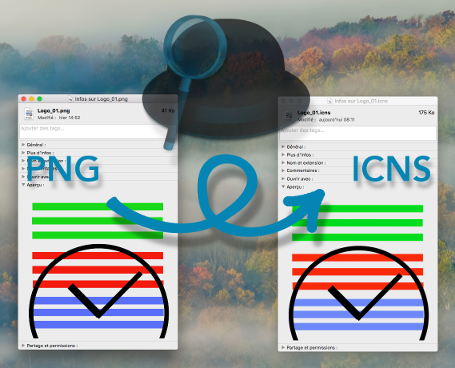 Infos sur Logo_01.png
Logo_01.png 41 Ko
Modifié : hier 14:52
Ajouter des tags...
Général :
Plus d'infos :
Nom et extension :
Ouvrir avec :
Aperçu :
Partage et permissions :
PNG
Infos sur Logo_01.icns
Logo_01.icns 175 Ko
Modifié : aujourd'hui 08:11
Ajouter des tags...
Général :
Plus d'infos :
Nom et extension :
Commentaires :
Ouvrir avec :
Aperçu :
Partage et permissions :
ICNS